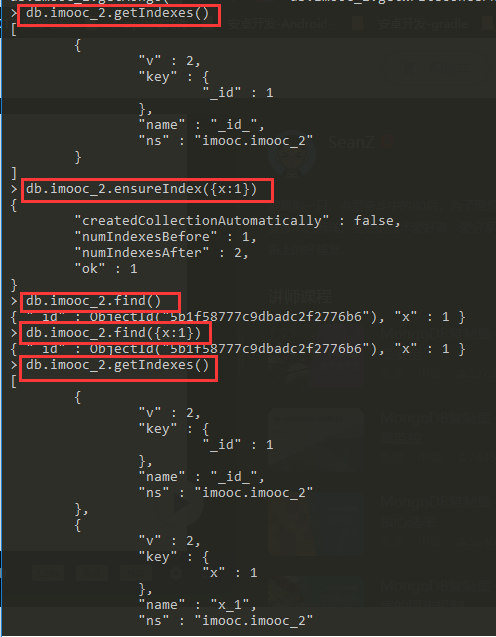 > db.imooc_2.getIndexes()
[
        {
                "v" : 2,
                "key" : {
                        "_id" : 1
                },
                "name" : "_id_",
                "ns" : "imooc.imooc_2"
        }
]
> db.imooc_2.ensureIndex({x:1})
{
        "createdCollectionAutomatically" : false,
        "numIndexesBefore" : 1,
        "numIndexesAfter" : 2,
        "ok" : 1
}
> db.imooc_2.find()
{ "_id" : ObjectId("5b1f58777c9dbadc2f2776b6"), "x" : 1 }
> db.imooc_2.find({x:1})
{ "_id" : ObjectId("5b1f58777c9dbadc2f2776b6"), "x" : 1 }
> db.imooc_2.getIndexes()
[
        {
                "v" : 2,
                "key" : {
                        "_id" : 1
                },
                "name" : "_id_",
                "ns" : "imooc.imooc_2"
        },
        {
                "v" : 2,
                "key" : {
                        "x" : 1
                },
                "name" : "x_1",
                "ns" : "imooc.imooc_2"